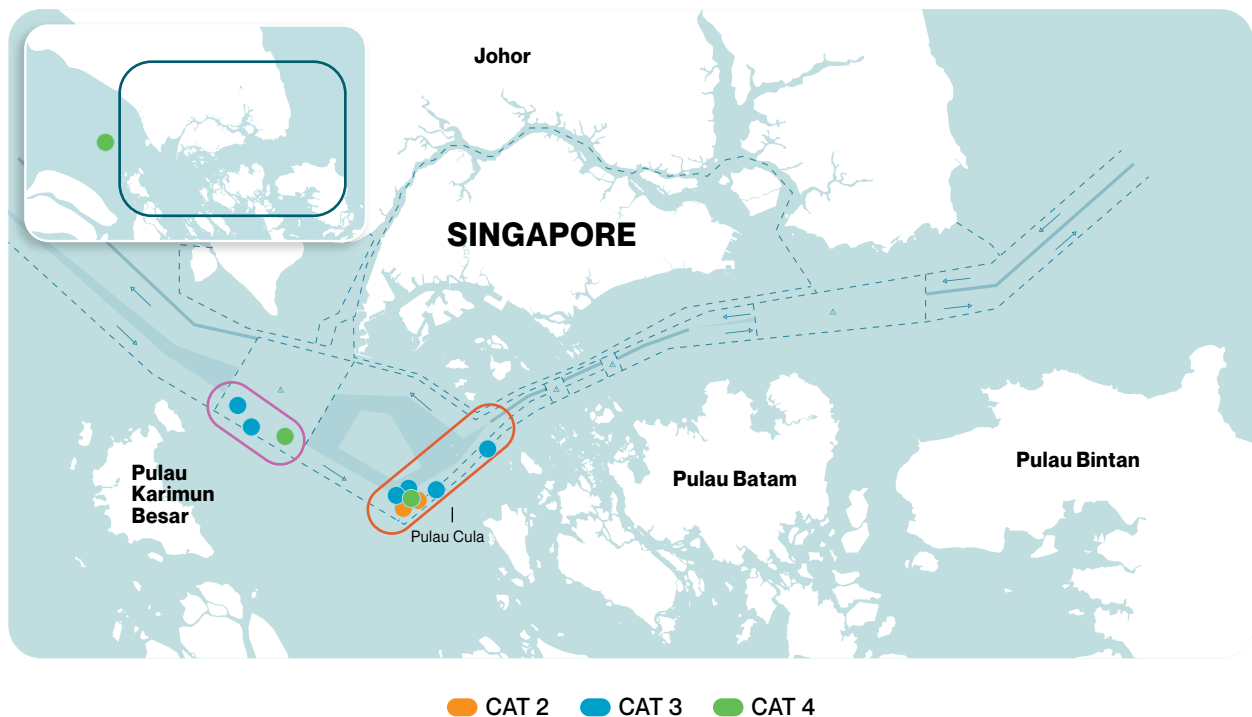 Johor
SINGAPORE
Pulau
Karimun
Besar
Pulau Batam
Pulau Bintan
Pulau Cula
CAT 2
CAT 3
CAT 4